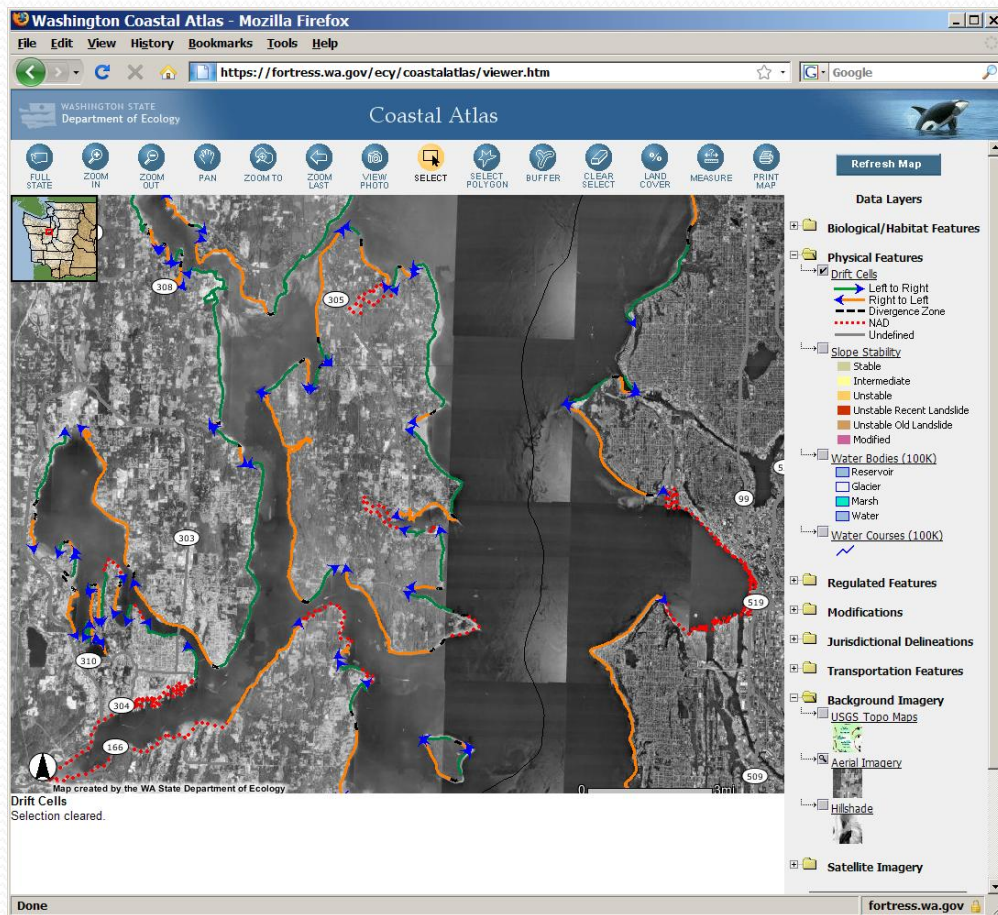 Washington Coastal Atlas - Mozilla Firefox
File Edit View History Bookmarks Tools Help
https://fortress.wa.gov/ecy/coastalatlas/viewer.htm
Google
WASHINGTON STATE
Department of Ecology
Coastal Atlas
FULL STATE
ZOOM IN
ZOOM OUT
PAN
ZOOM TO
ZOOM LAST
VIEW PHOTO
SELECT
SELECT POLYGON
BUFFER
CLEAR SELECT
LAND COVER
MEASURE
PRINT MAP
Refresh Map
Data Layers
Biological/Habitat Features
Physical Features
Drift Cells
Left to Right
Right to Left
Divergence Zone
NAD
Undefined
Slope Stability
Stable
Intermediate
Unstable
Unstable Recent Landslide
Unstable Old Landslide
Modified
Water Bodies (100K)
Reservoir
Glacier
Marsh
Water
Water Courses (100K)
Regulated Features
Modifications
Jurisdictional Delineations
Transportation Features
Background Imagery
USGS Topo Maps
Aerial Imagery
Hillshade
Satellite Imagery
308
305
99
303
519
310
304
166
509
0 3mi
Map created by the WA State Department of Ecology
Drift Cells
Selection cleared.
Done
fortress.wa.gov